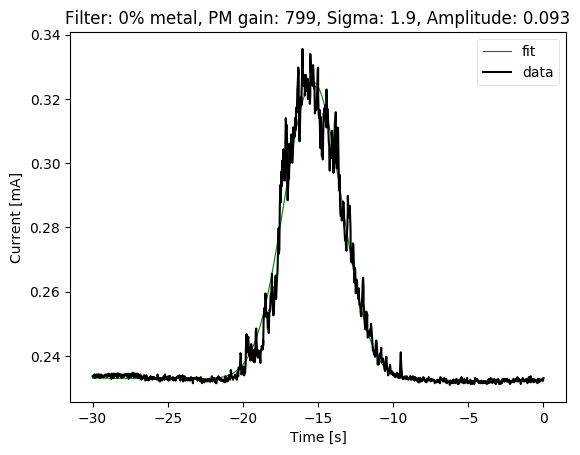 Filter: 0% metal, PM gain: 799, Sigma: 1.9, Amplitude: 0.093
fit
data
0.34
0.32
0.30
0.28
0.26
0.24
Current [mA]
−30
−25
−20
−15
−10
−5
0
Time [s]